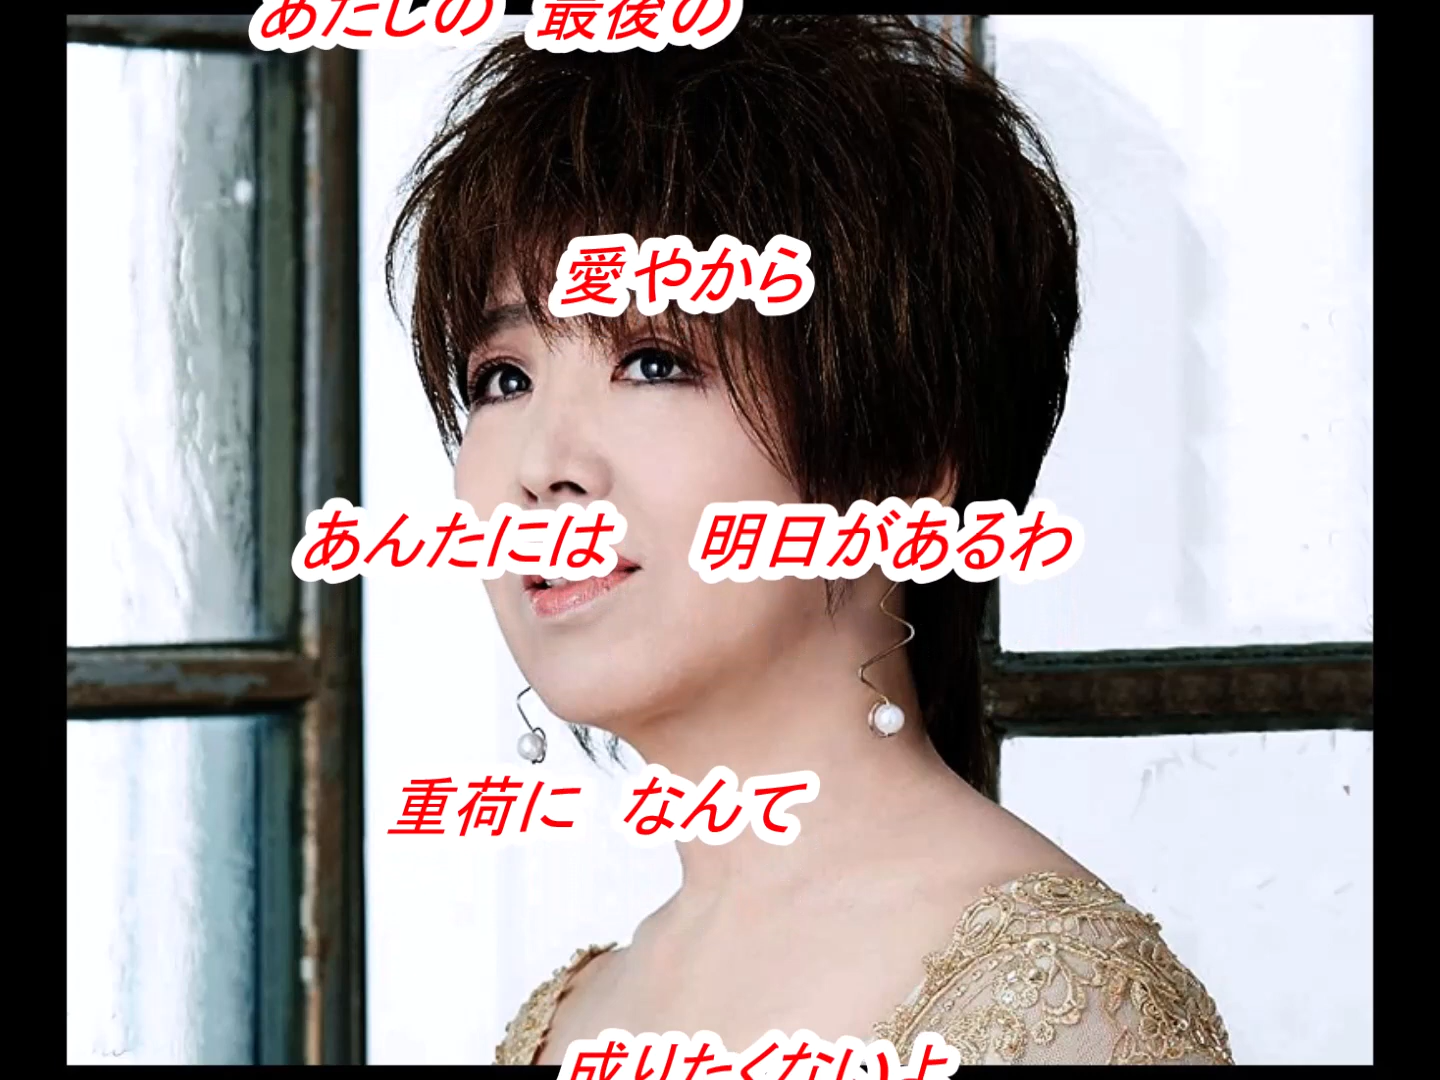 あたしの　最後の
愛やから
あんたには　明日があるわ
重荷に　なんて
成りたくないよ